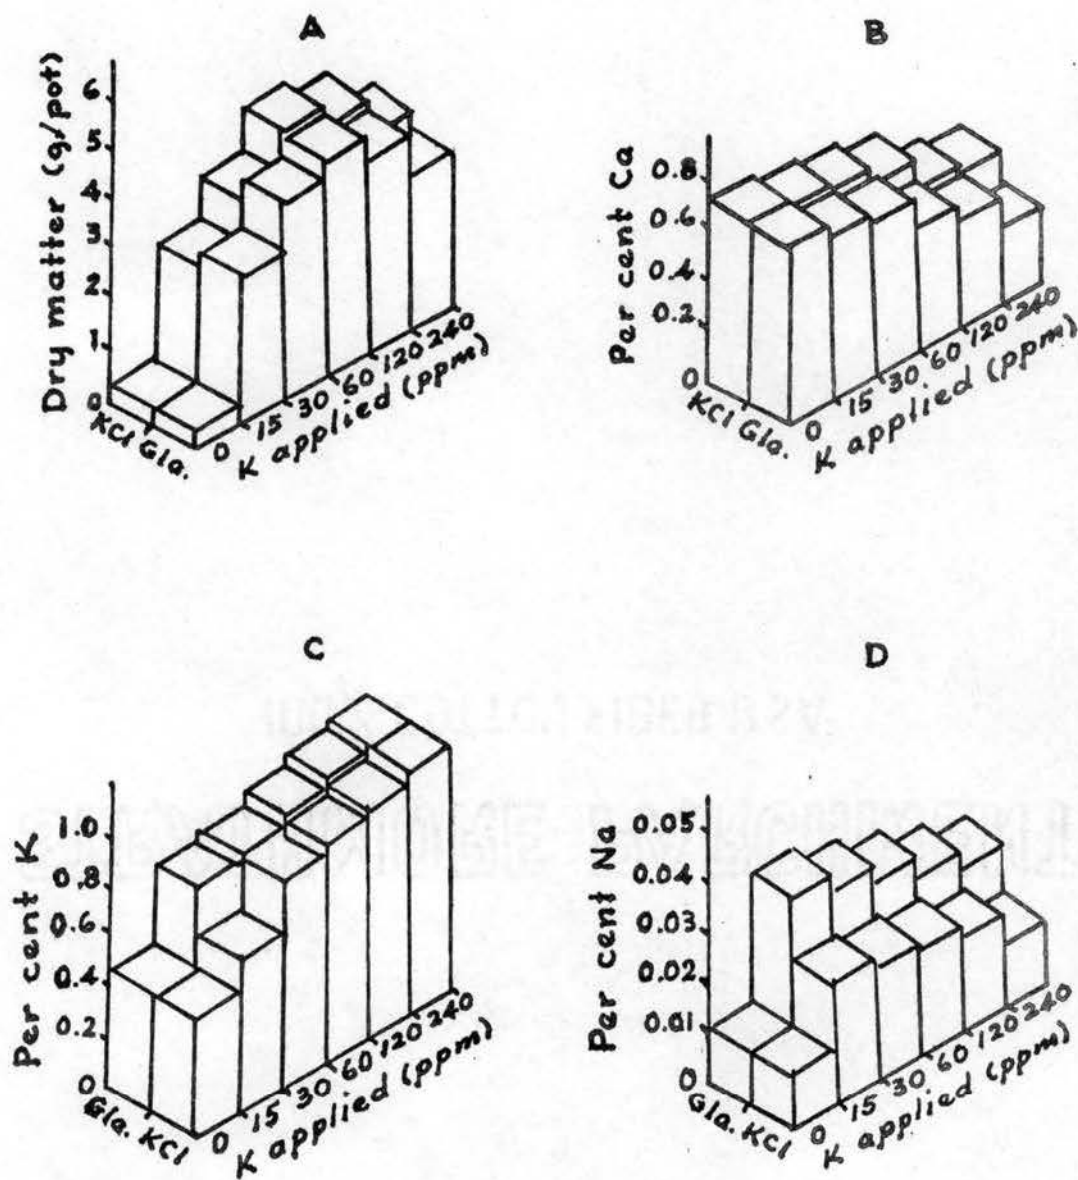 A
Dry matter (g/pot)
6
5
4
3
2
1
0
KCl Gla.
0 15 30 60 120 240
K applied (ppm)
B
Per cent Ca
0.8
0.6
0.4
0.2
0
KCl Gla.
0 15 30 60 120 240
K applied (ppm)
C
Per cent K
1.0
0.8
0.6
0.4
0.2
0
Gla. KCl
0 15 30 60 120 240
K applied (ppm)
D
Per cent Na
0.05
0.04
0.03
0.02
0.01
0
Gla. KCl
0 15 30 60 120 240
K applied (ppm)